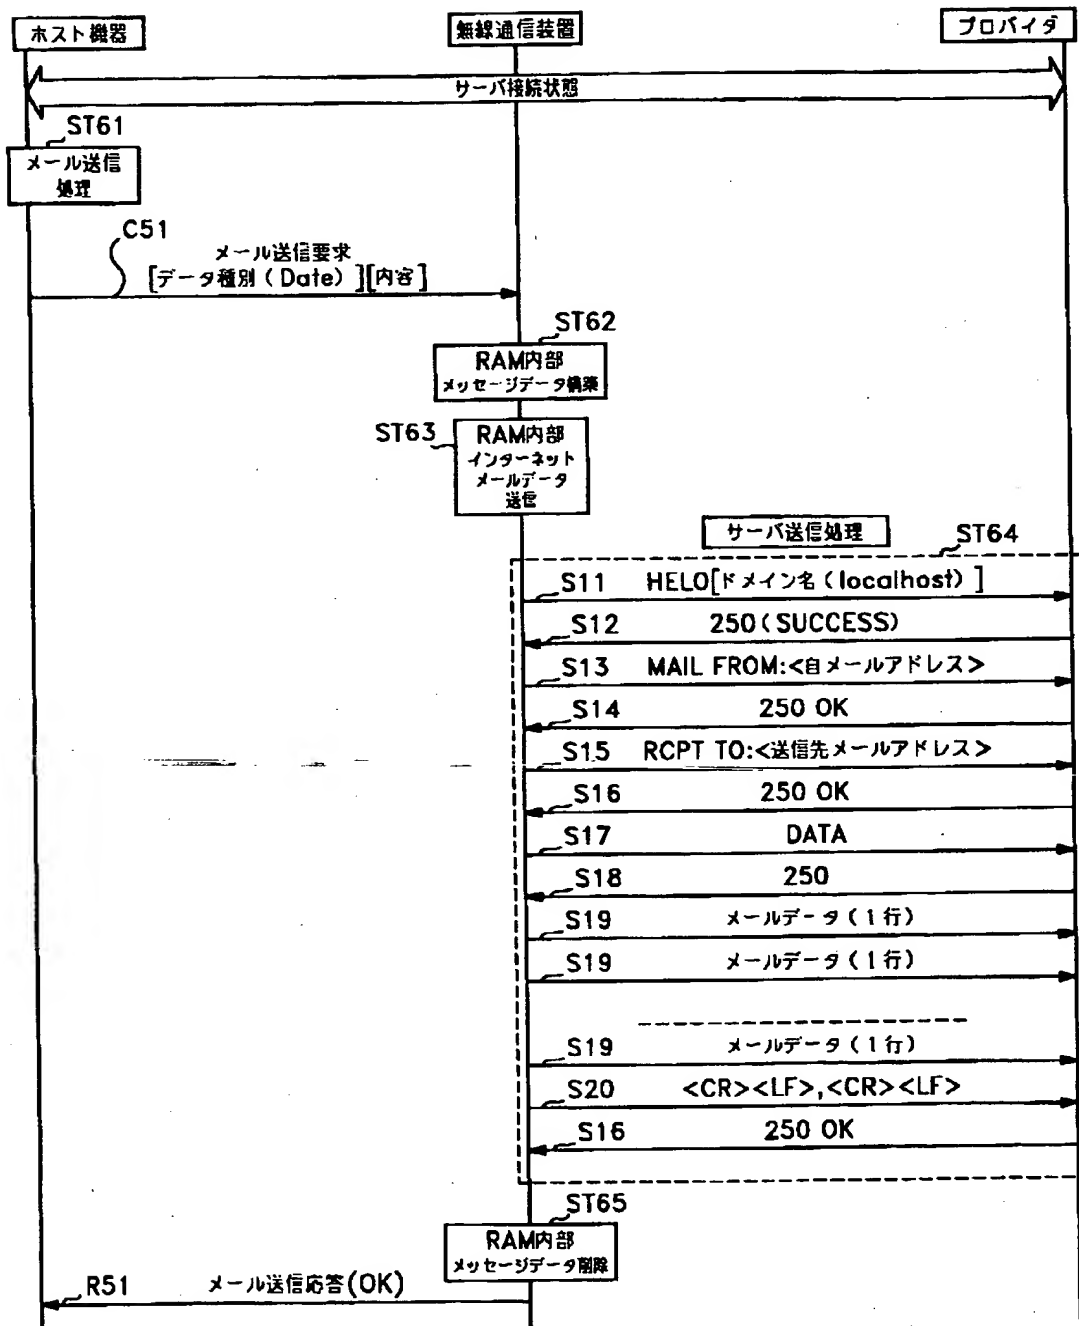 ホスト機器
無線通信装置
プロバイダ
サーバ接続状態
ST61
メール送信
処理
C51
メール送信要求
[データ種別(Date)][内容]
ST62
RAM内部
メッセージデータ構築
ST63
RAM内部
インターネット
メールデータ
送信
サーバ送信処理
ST64
S11 HELO[ドメイン名(localhost)]
S12 250(SUCCESS)
S13 MAIL FROM:<自メールアドレス>
S14 250 OK
S15 RCPT TO:<送信先メールアドレス>
S16 250 OK
S17 DATA
S18 250
S19 メールデータ(1行)
S19 メールデータ(1行)
S19 メールデータ(1行)
S20 <CR><LF>,<CR><LF>
S16 250 OK
ST65
RAM内部
メッセージデータ削除
R51 メール送信応答(OK)